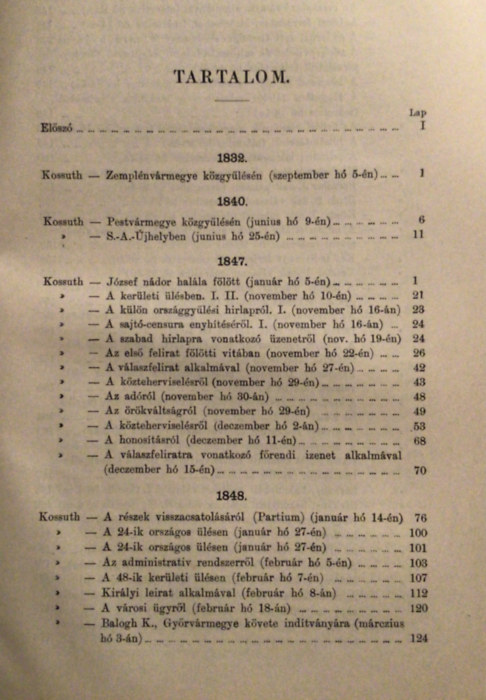 TARTALOM.
Lap
Előszó I
1832.
Kossuth — Zemplénvármegye közgyűlésén (szeptember hó 5-én) 1
1840.
Kossuth — Pestvármegye közgyűlésén (junius hó 9-én) 6
» — S.-A.-Újhelyben (junius hó 25-én) 11
1847.
Kossuth — József nádor halála fölött (január hó 5-én) 1
» — A kerületi ülésben. I. II. (november hó 10-én) 21
» — A külön országgyülési hirlapról. I. (november hó 16-án) 23
» — A sajtó-censura enyhítéséről. I. (november hó 16-án) 24
» — A szabad hirlapra vonatkozó üzenetről (nov. hó 19-én) 24
» — Az első felirat fölötti vitában (november hó 22-én) 26
» — A válaszfelirat alkalmával (november hó 27-én) 42
» — A közteherviselésről (november hó 29-én) 43
» — Az adóról (november hó 30-án) 48
» — Az örökváltságról (november hó 29-én) 49
» — A közteherviselésről (deczember hó 2-án) 53
» — A honositásról (deczember hó 11-én) 68
» — A válaszfeliratra vonatkozó főrendi izenet alkalmával
(deczember hó 15-én) 70
1848.
Kossuth — A részek visszacsatolásáról (Partium) (január hó 14-én) 76
» — A 24-ik országos ülésen (január hó 27-én) 100
» — A 24-ik országos ülésen (január hó 27-én) 101
» — Az administrativ rendszerről (február hó 5-én) 103
» — A 48-ik kerületi ülésen (február hó 7-én) 107
» — Királyi leirat alkalmával (február hó 8-án) 112
» — A városi ügyről (február hó 18-án) 120
» — Balogh K., Győrvármegye követe inditványára (márczius
hó 3-án) 124